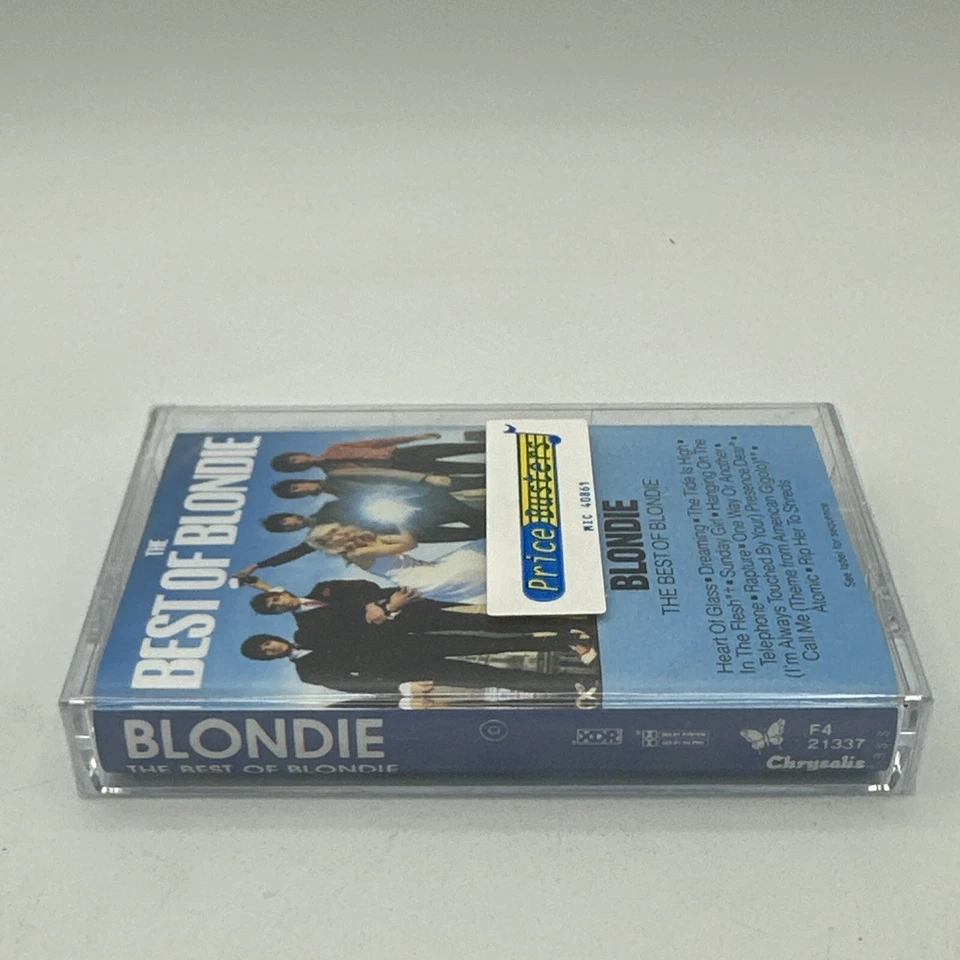 THE
BEST OF BLONDIE
Price Busters
MIC 40861
BLONDIE
THE BEST OF BLONDIE
Heart Of Glass • Dreaming • The Tide Is High •
In The Flesh†• Sunday Girl • Hanging On The
Telephone • Rapture • One Way Or Another •
(I'm Always Touched By Your) Presence Dear*•
Call Me (Theme from American Gigolo)**•
Atomic • Rip Her To Shreds
See label for sequence
BLONDIE
THE BEST OF BLONDIE
©
XDR
F4
21337
Chrysalis